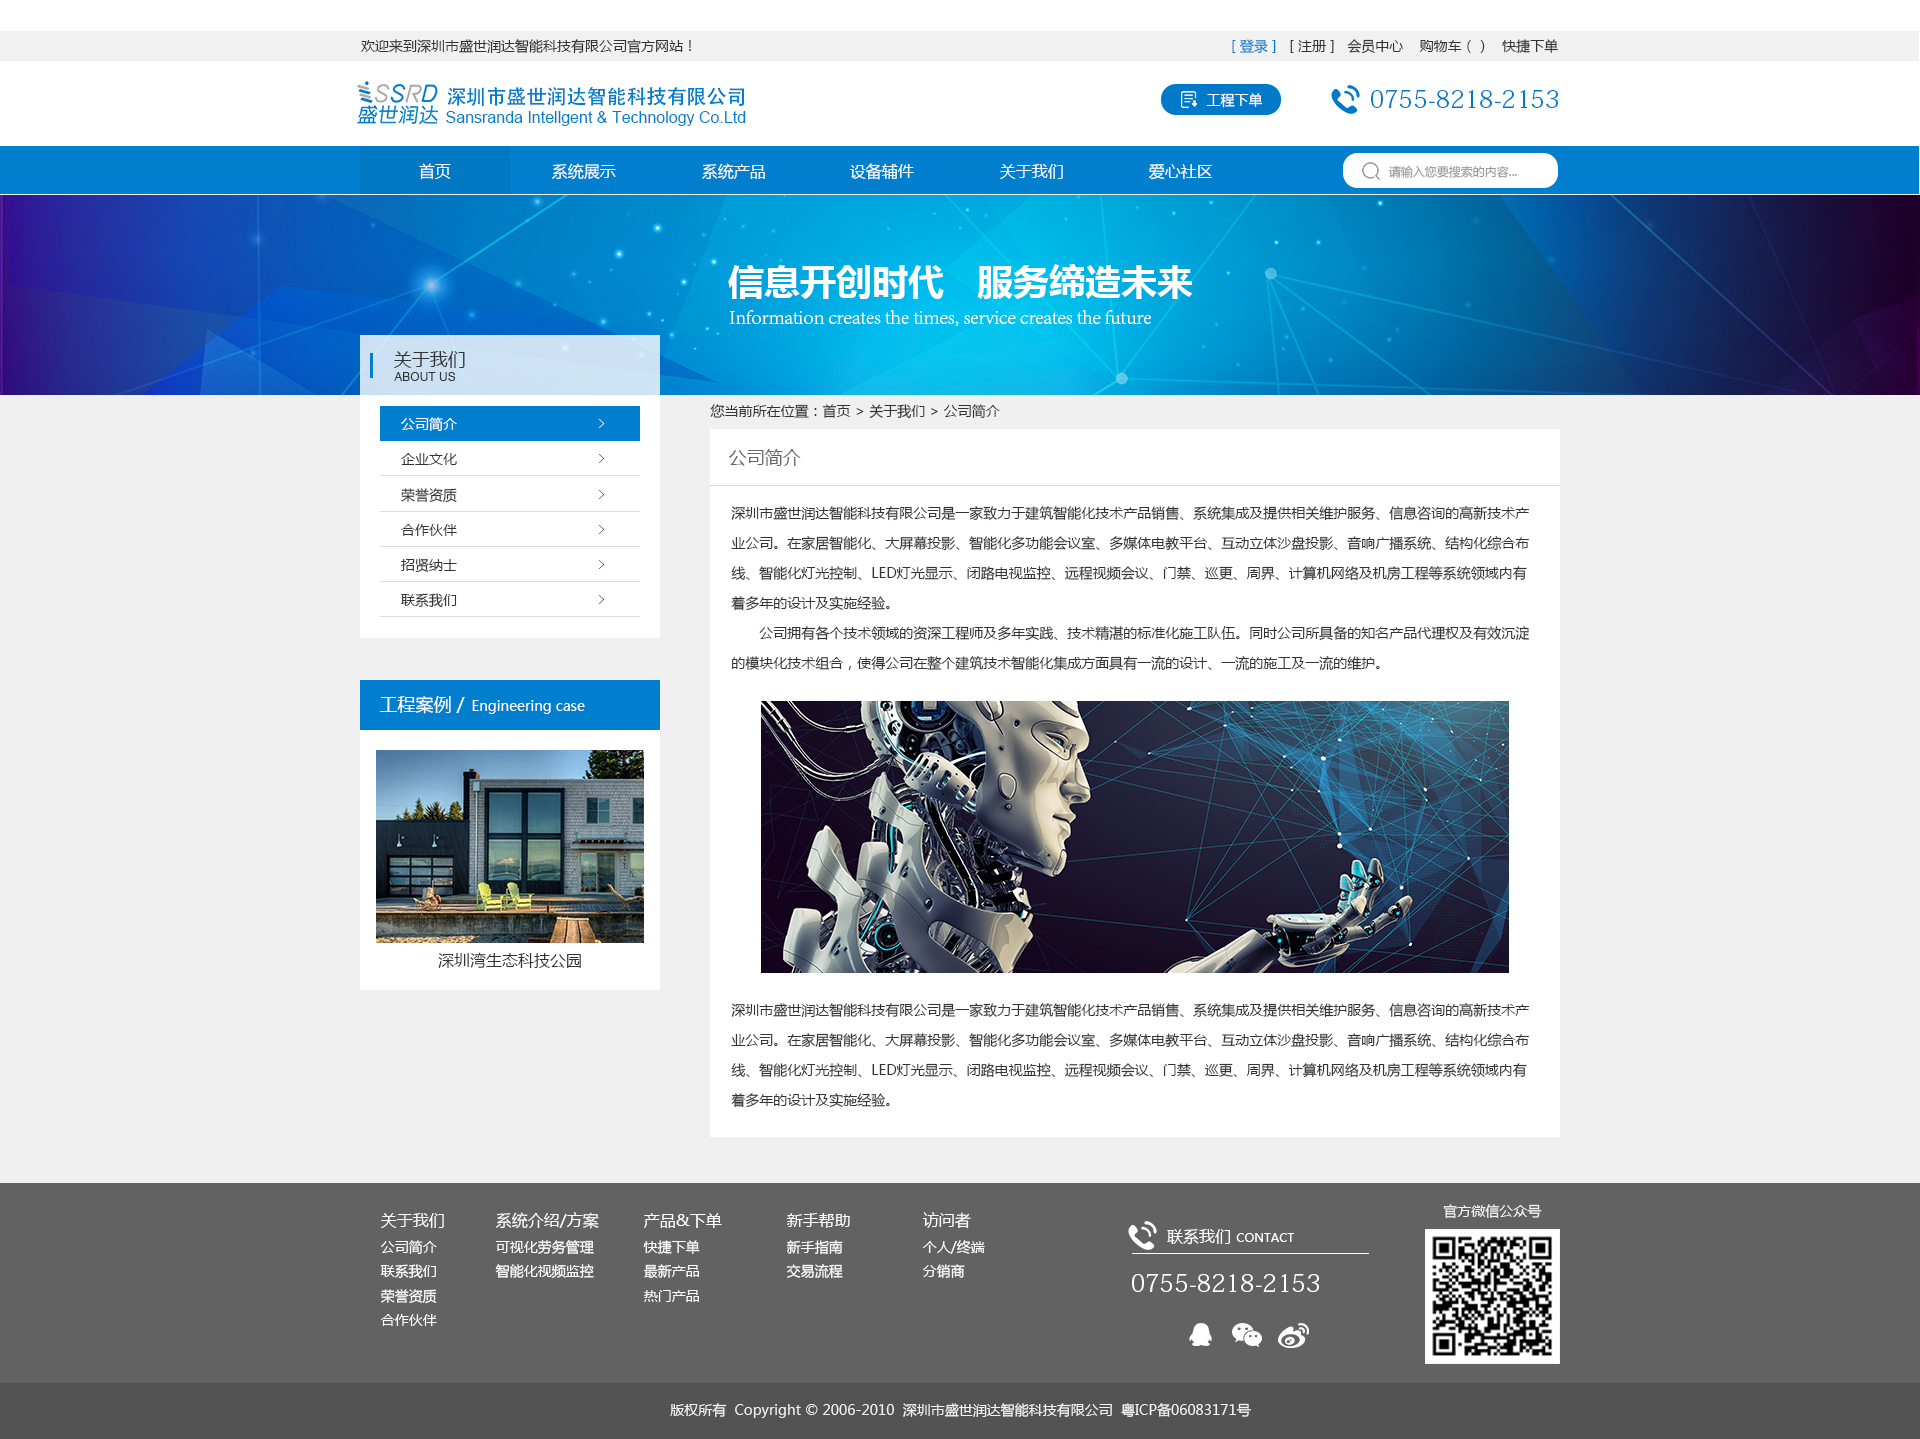 欢迎来到深圳市盛世润达智能科技有限公司官方网站！
[ 登录 ] [ 注册 ] 会员中心 购物车 ( ) 快捷下单
SSRD
盛世润达
深圳市盛世润达智能科技有限公司
Sansranda Intellgent & Technology Co.Ltd
工程下单
0755-8218-2153
首页 系统展示 系统产品 设备辅件 关于我们 爱心社区
请输入您要搜索的内容...
信息开创时代 服务缔造未来
Information creates the times, service creates the future
关于我们
ABOUT US
公司简介
企业文化
荣誉资质
合作伙伴
招贤纳士
联系我们
工程案例 / Engineering case
深圳湾生态科技公园
您当前所在位置：首页 > 关于我们 > 公司简介
公司简介
深圳市盛世润达智能科技有限公司是一家致力于建筑智能化技术产品销售、系统集成及提供相关维护服务、信息咨询的高新技术产
业公司。在家居智能化、大屏幕投影、智能化多功能会议室、多媒体电教平台、互动立体沙盘投影、音响广播系统、结构化综合布
线、智能化灯光控制、LED灯光显示、闭路电视监控、远程视频会议、门禁、巡更、周界、计算机网络及机房工程等系统领域内有
着多年的设计及实施经验。
公司拥有各个技术领域的资深工程师及多年实践、技术精湛的标准化施工队伍。同时公司所具备的知名产品代理权及有效沉淀
的模块化技术组合，使得公司在整个建筑技术智能化集成方面具有一流的设计、一流的施工及一流的维护。
深圳市盛世润达智能科技有限公司是一家致力于建筑智能化技术产品销售、系统集成及提供相关维护服务、信息咨询的高新技术产
业公司。在家居智能化、大屏幕投影、智能化多功能会议室、多媒体电教平台、互动立体沙盘投影、音响广播系统、结构化综合布
线、智能化灯光控制、LED灯光显示、闭路电视监控、远程视频会议、门禁、巡更、周界、计算机网络及机房工程等系统领域内有
着多年的设计及实施经验。
关于我们
公司简介
联系我们
荣誉资质
合作伙伴
系统介绍/方案
可视化劳务管理
智能化视频监控
产品&下单
快捷下单
最新产品
热门产品
新手帮助
新手指南
交易流程
访问者
个人/终端
分销商
联系我们 CONTACT
0755-8218-2153
官方微信公众号
版权所有 Copyright © 2006-2010 深圳市盛世润达智能科技有限公司 粤ICP备06083171号